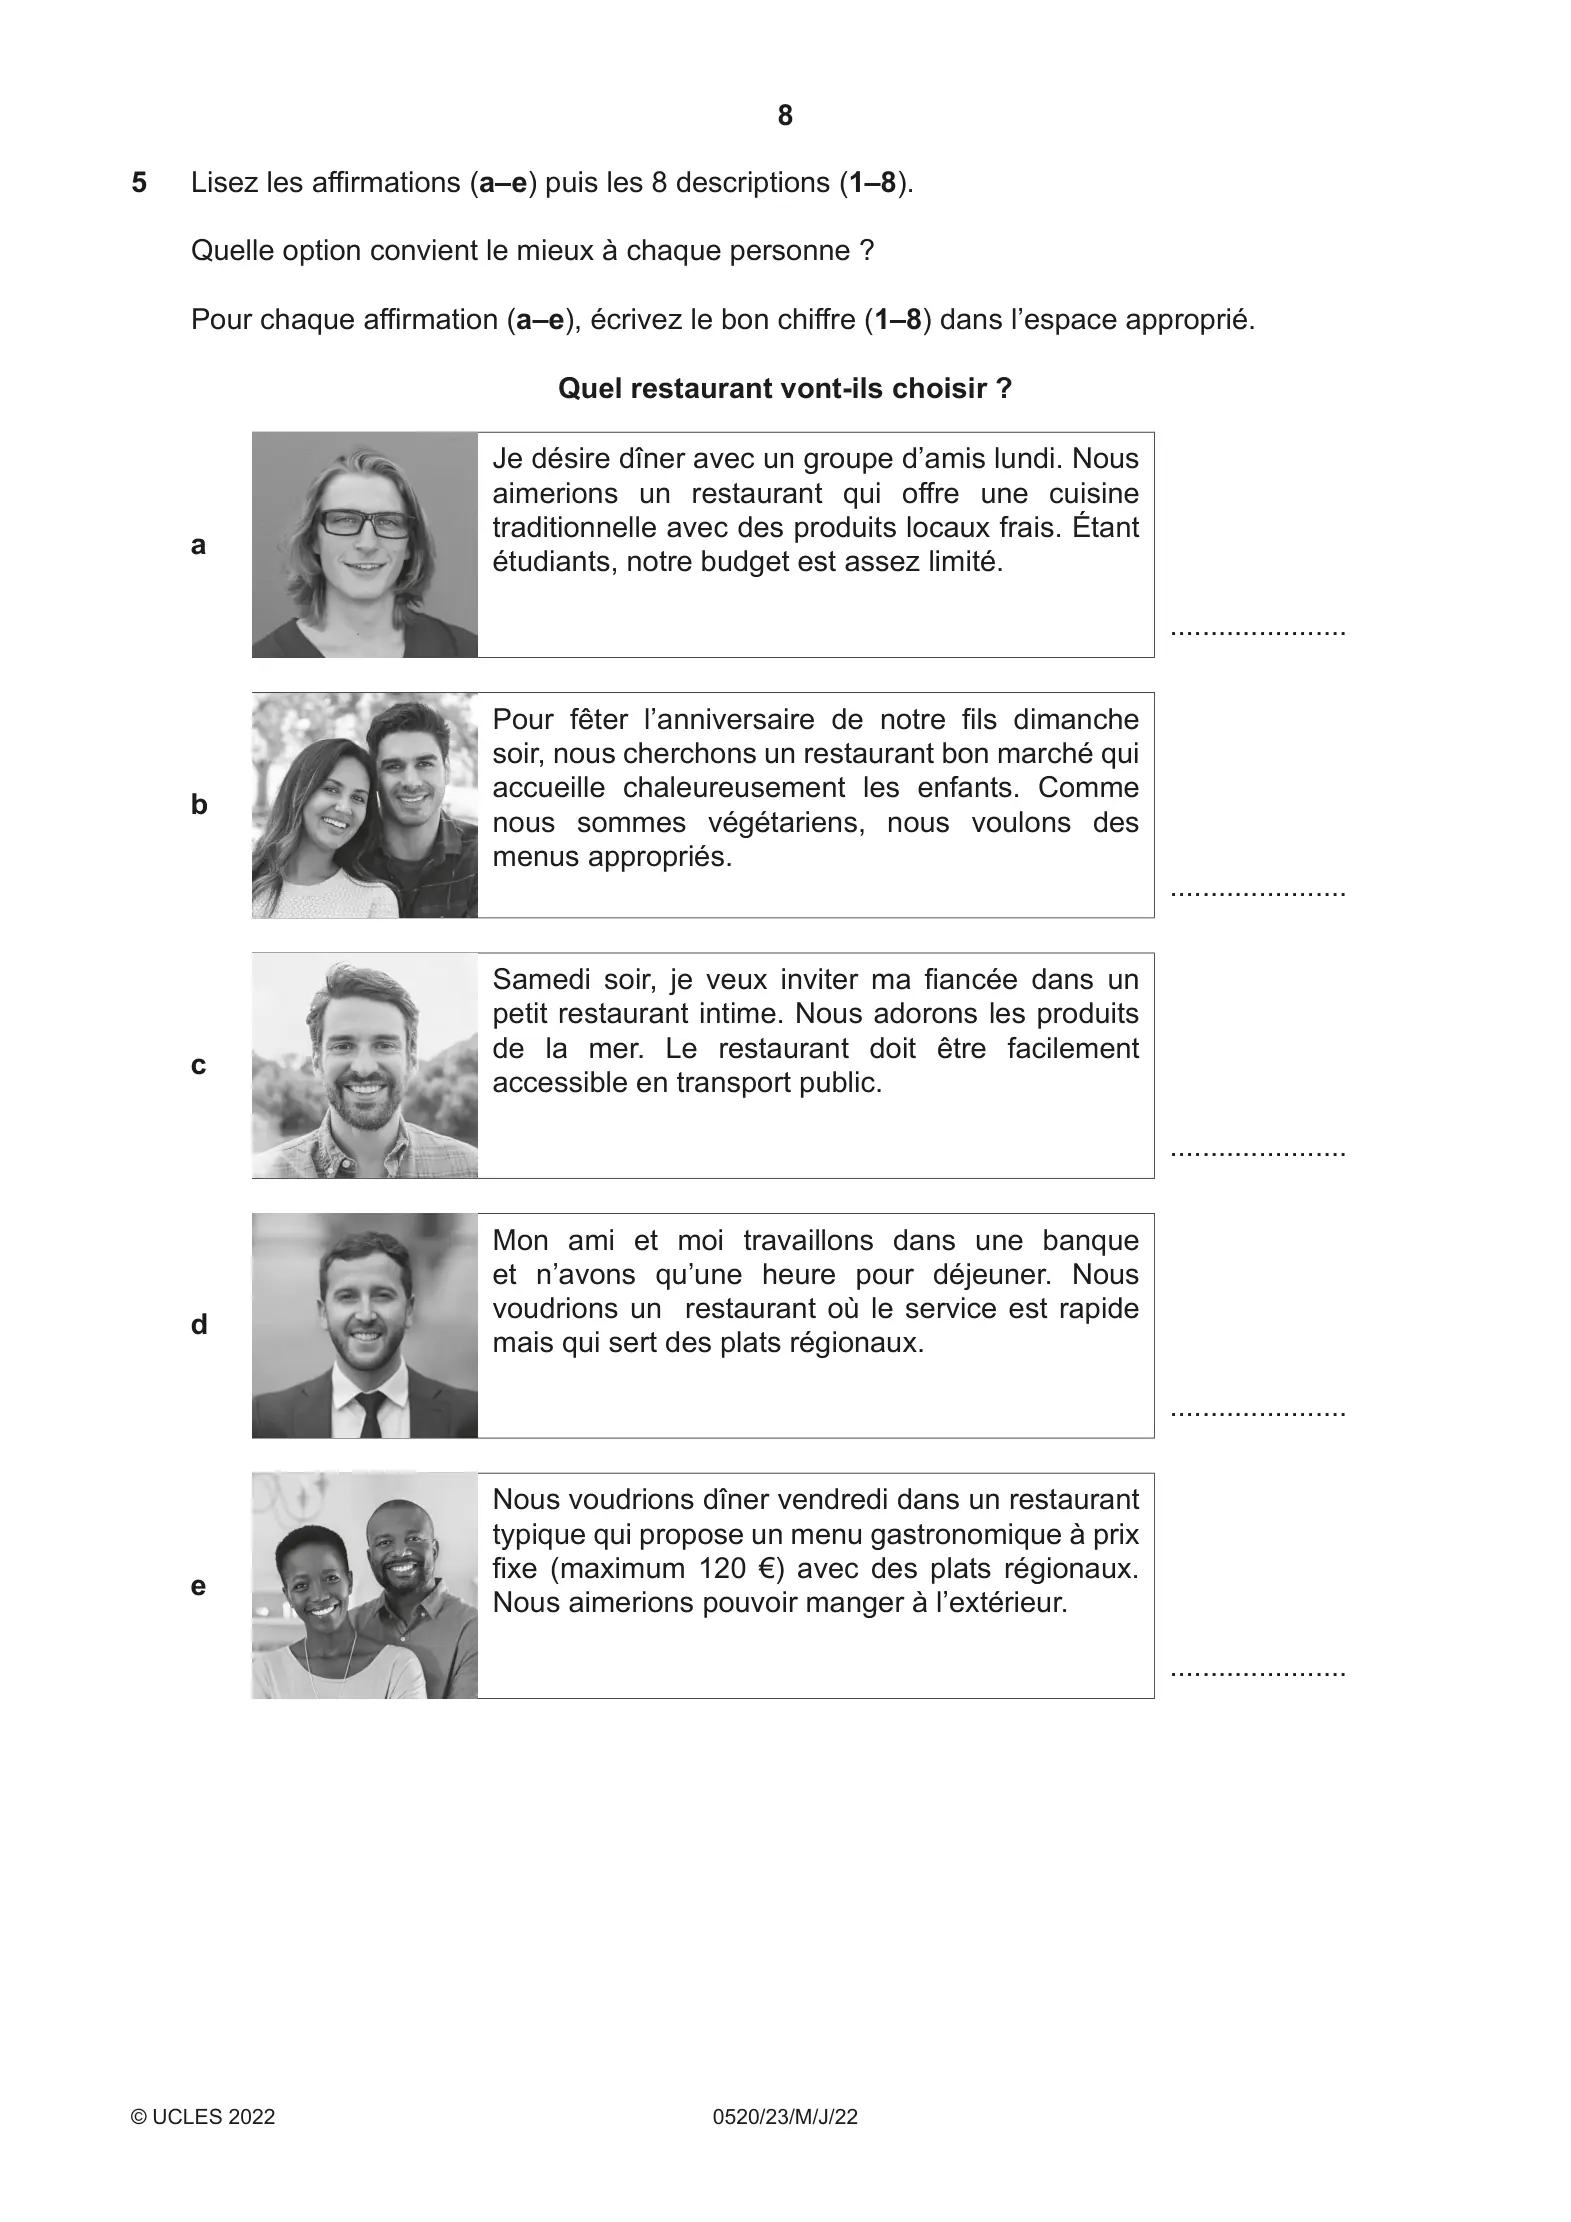 8
5 Lisez les affirmations (a–e) puis les 8 descriptions (1–8).
Quelle option convient le mieux à chaque personne ?
Pour chaque affirmation (a–e), écrivez le bon chiffre (1–8) dans l’espace approprié.
Quel restaurant vont-ils choisir ?
a
Je désire dîner avec un groupe d’amis lundi. Nous
aimerions un restaurant qui offre une cuisine
traditionnelle avec des produits locaux frais. Étant
étudiants, notre budget est assez limité.
......................
b
Pour fêter l’anniversaire de notre fils dimanche
soir, nous cherchons un restaurant bon marché qui
accueille chaleureusement les enfants. Comme
nous sommes végétariens, nous voulons des
menus appropriés.
......................
c
Samedi soir, je veux inviter ma fiancée dans un
petit restaurant intime. Nous adorons les produits
de la mer. Le restaurant doit être facilement
accessible en transport public.
......................
d
Mon ami et moi travaillons dans une banque
et n’avons qu’une heure pour déjeuner. Nous
voudrions un restaurant où le service est rapide
mais qui sert des plats régionaux.
......................
e
Nous voudrions dîner vendredi dans un restaurant
typique qui propose un menu gastronomique à prix
fixe (maximum 120 €) avec des plats régionaux.
Nous aimerions pouvoir manger à l’extérieur.
......................
© UCLES 2022 0520/23/M/J/22